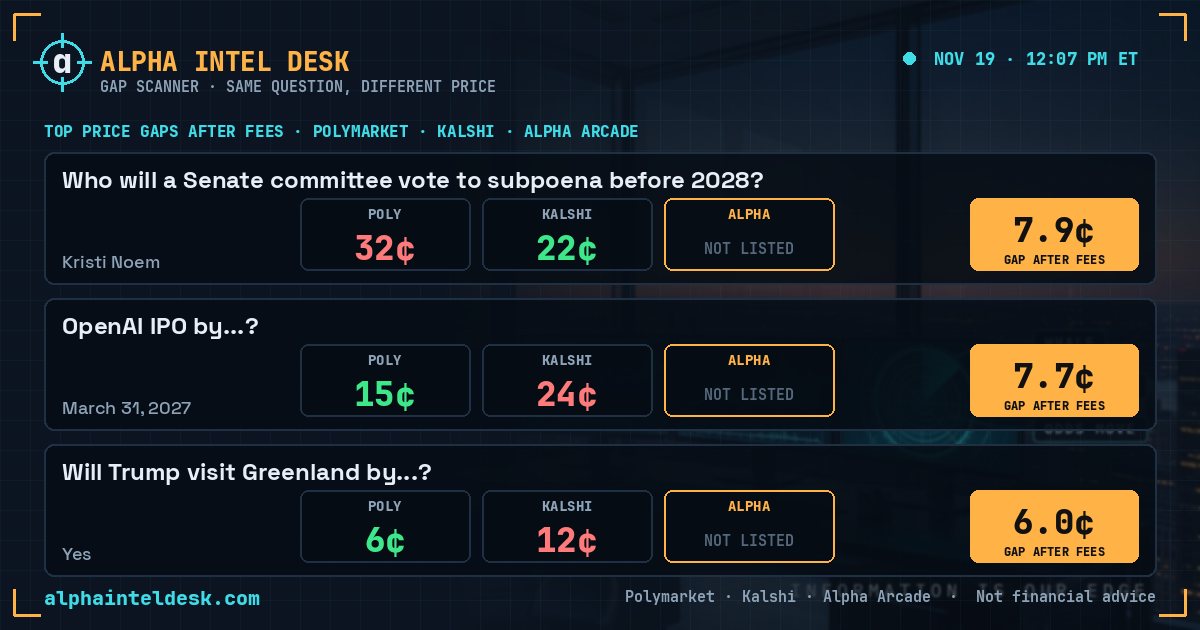 α
ALPHA INTEL DESK
GAP SCANNER · SAME QUESTION, DIFFERENT PRICE
NOV 19 · 12:07 PM ET
TOP PRICE GAPS AFTER FEES · POLYMARKET · KALSHI · ALPHA ARCADE
Who will a Senate committee vote to subpoena before 2028?
Kristi Noem
POLY
32¢
KALSHI
22¢
ALPHA
NOT LISTED
7.9¢
GAP AFTER FEES
OpenAI IPO by...?
March 31, 2027
POLY
15¢
KALSHI
24¢
ALPHA
NOT LISTED
7.7¢
GAP AFTER FEES
Will Trump visit Greenland by...?
Yes
POLY
6¢
KALSHI
12¢
ALPHA
NOT LISTED
6.0¢
GAP AFTER FEES
INFORMATION IS OUR EDGE
alphainteldesk.com
Polymarket · Kalshi · Alpha Arcade · Not financial advice